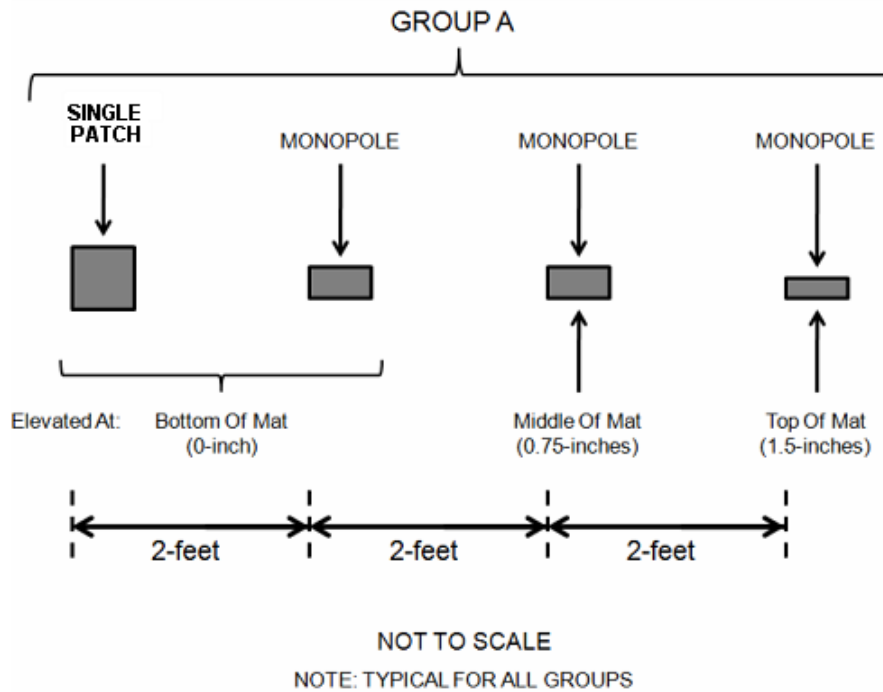 GROUP A
SINGLE
PATCH
MONOPOLE
MONOPOLE
MONOPOLE
Elevated At:
Bottom Of Mat
(0-inch)
Middle Of Mat
(0.75-inches)
Top Of Mat
(1.5-inches)
2-feet
2-feet
2-feet
NOT TO SCALE
NOTE: TYPICAL FOR ALL GROUPS